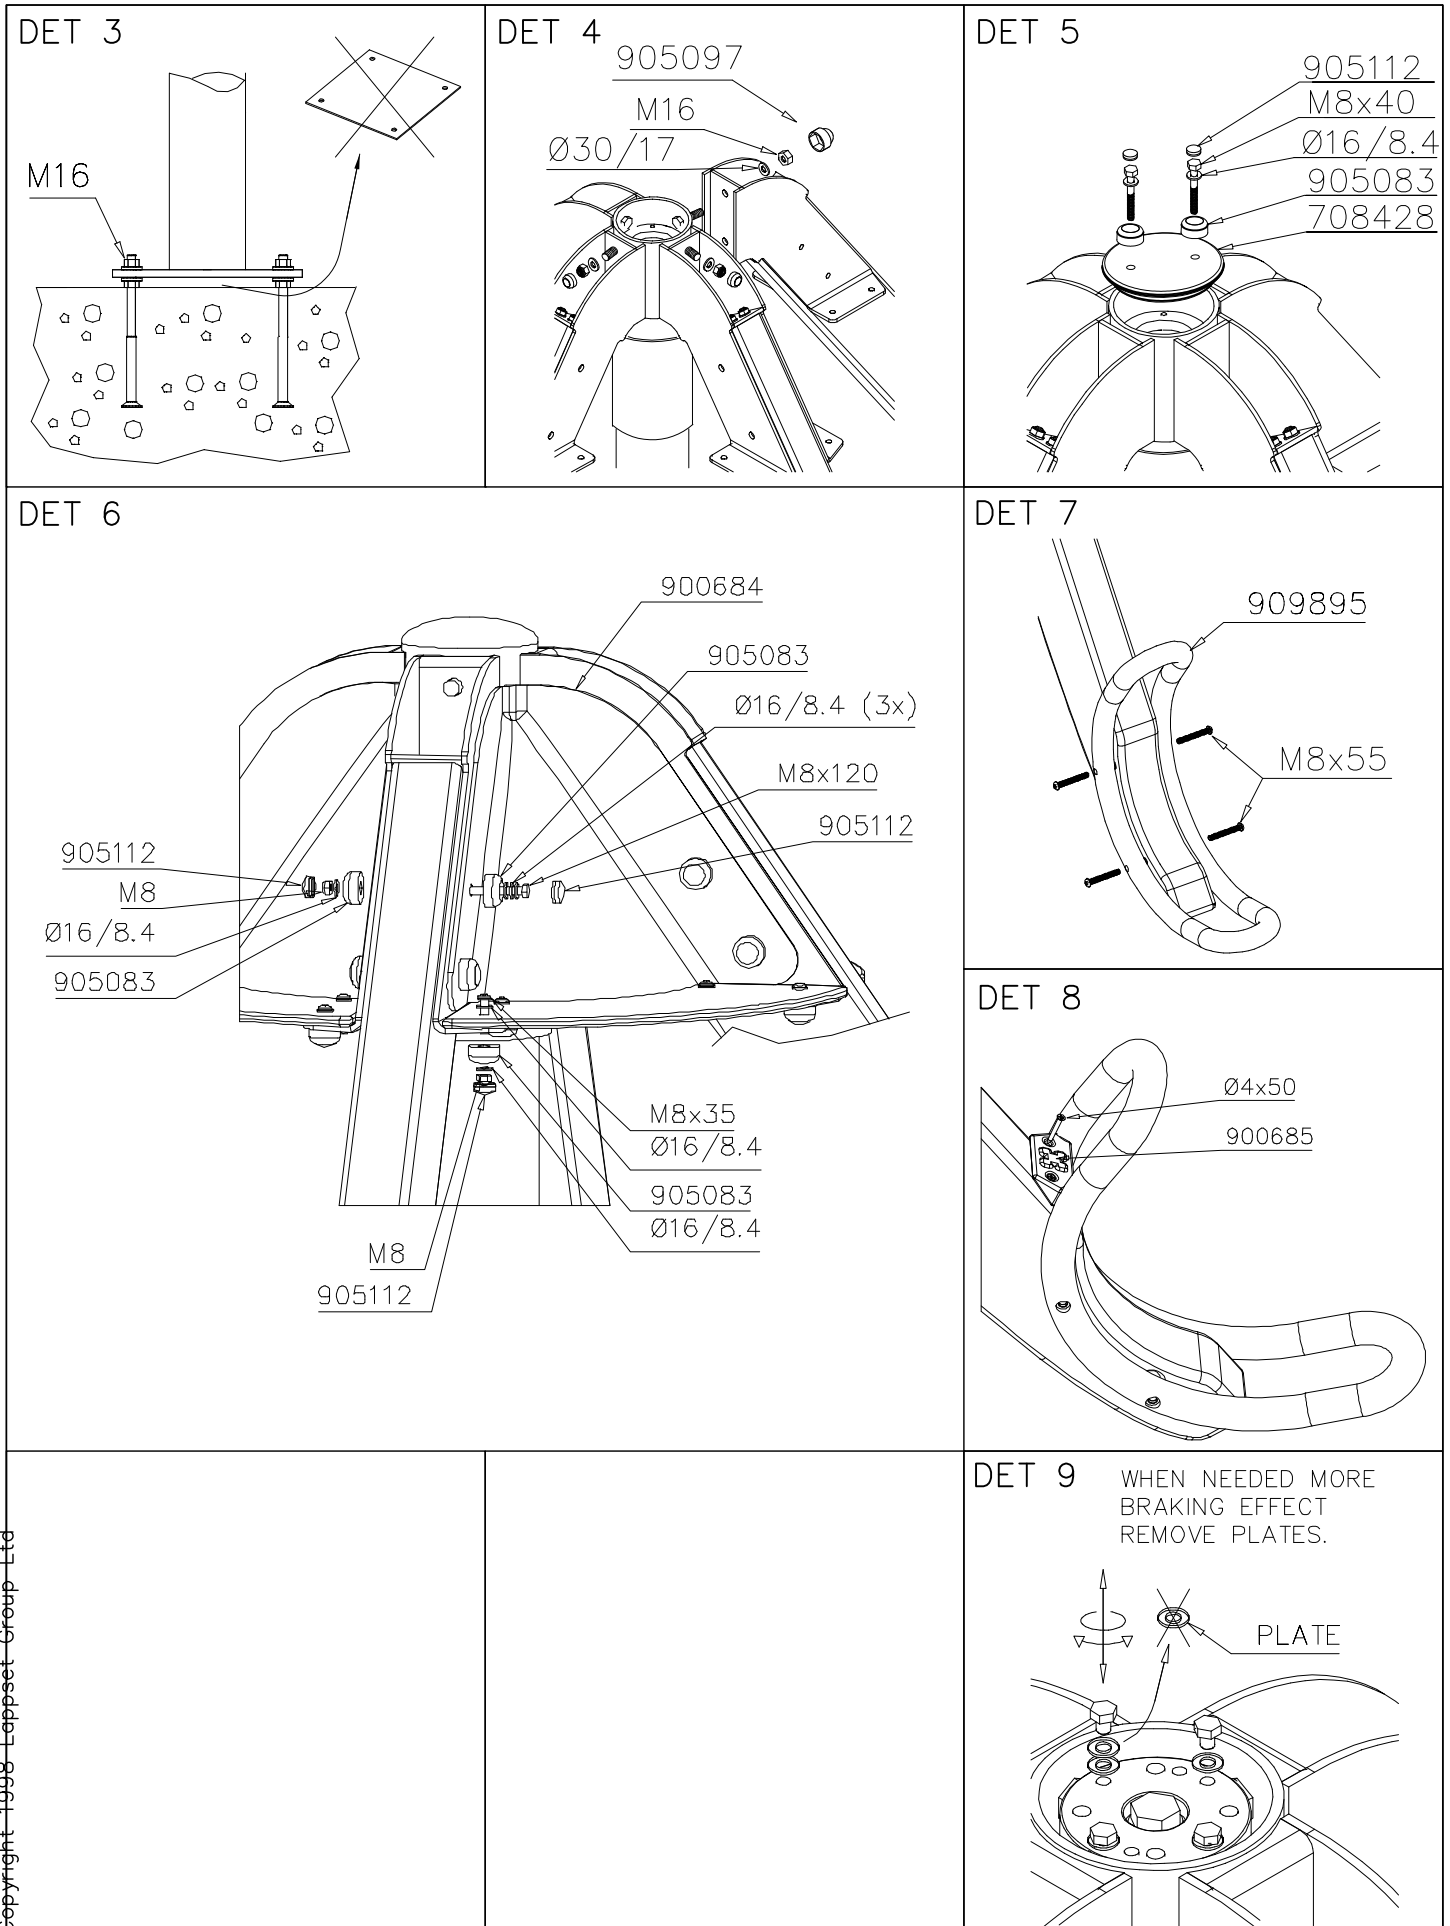 DET 3
M16
DET 4
905097
M16
Ø30/17
DET 5
905112
M8x40
Ø16/8.4
905083
708428
DET 6
900684
905083
Ø16/8.4 (3x)
M8x120
905112
905112
M8
Ø16/8.4
905083
M8x35
Ø16/8.4
905083
Ø16/8.4
M8
905112
DET 7
909895
M8x55
DET 8
Ø4x50
900685
DET 9
WHEN NEEDED MORE
BRAKING EFFECT
REMOVE PLATES.
PLATE
Copyright 1998 Lappset Group Ltd